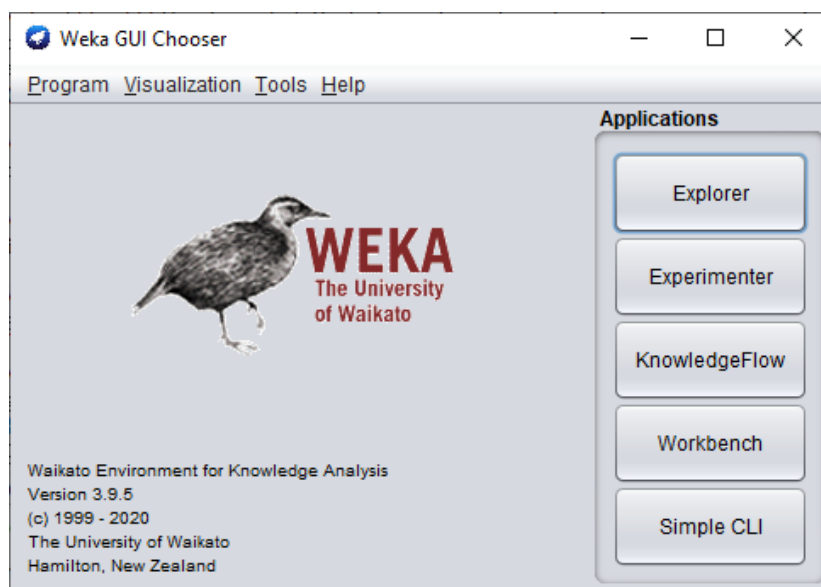 Weka GUI Chooser
Program Visualization Tools Help
Applications
Explorer
Experimenter
KnowledgeFlow
Workbench
Simple CLI
WEKA
The University
of Waikato
Waikato Environment for Knowledge Analysis
Version 3.9.5
(c) 1999 - 2020
The University of Waikato
Hamilton, New Zealand